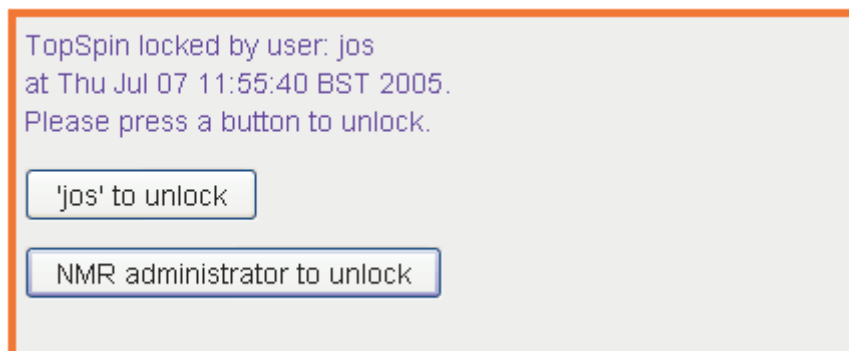 TopSpin locked by user: jos
at Thu Jul 07 11:55:40 BST 2005.
Please press a button to unlock.
'jos' to unlock
NMR administrator to unlock